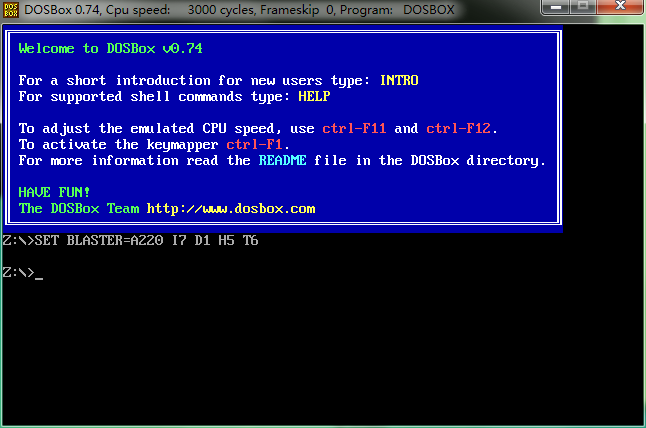 DOS
BOX
DOSBox 0.74, Cpu speed: 3000 cycles, Frameskip 0, Program: DOSBOX
Welcome to DOSBox v0.74
For a short introduction for new users type: INTRO
For supported shell commands type: HELP
To adjust the emulated CPU speed, use ctrl-F11 and ctrl-F12.
To activate the keymapper ctrl-F1.
For more information read the README file in the DOSBox directory.
HAVE FUN!
The DOSBox Team http://www.dosbox.com
Z:\>SET BLASTER=A220 I7 D1 H5 T6
Z:\>_